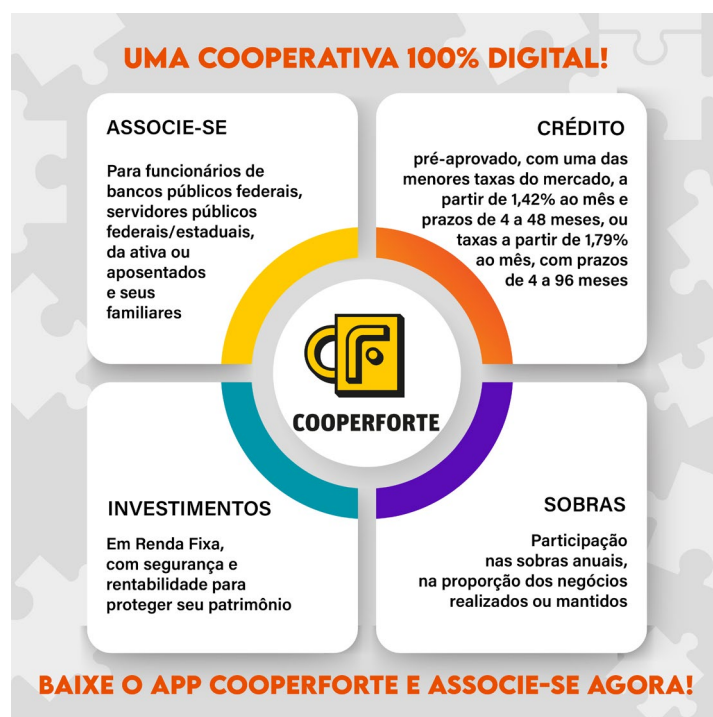 UMA COOPERATIVA 100% DIGITAL!
ASSOCIE-SE
Para funcionários de
bancos públicos federais,
servidores públicos
federais/estaduais,
da ativa ou
aposentados
e seus
familiares
CRÉDITO
pré-aprovado, com uma das
menores taxas do mercado, a
partir de 1,42% ao mês e
prazos de 4 a 48 meses, ou
taxas a partir de 1,79%
ao mês, com prazos
de 4 a 96 meses
COOPERFORTE
INVESTIMENTOS
Em Renda Fixa,
com segurança e
rentabilidade para
proteger seu patrimônio
SOBRAS
Participação
nas sobras anuais,
na proporção dos negócios
realizados ou mantidos
BAIXE O APP COOPERFORTE E ASSOCIE-SE AGORA!